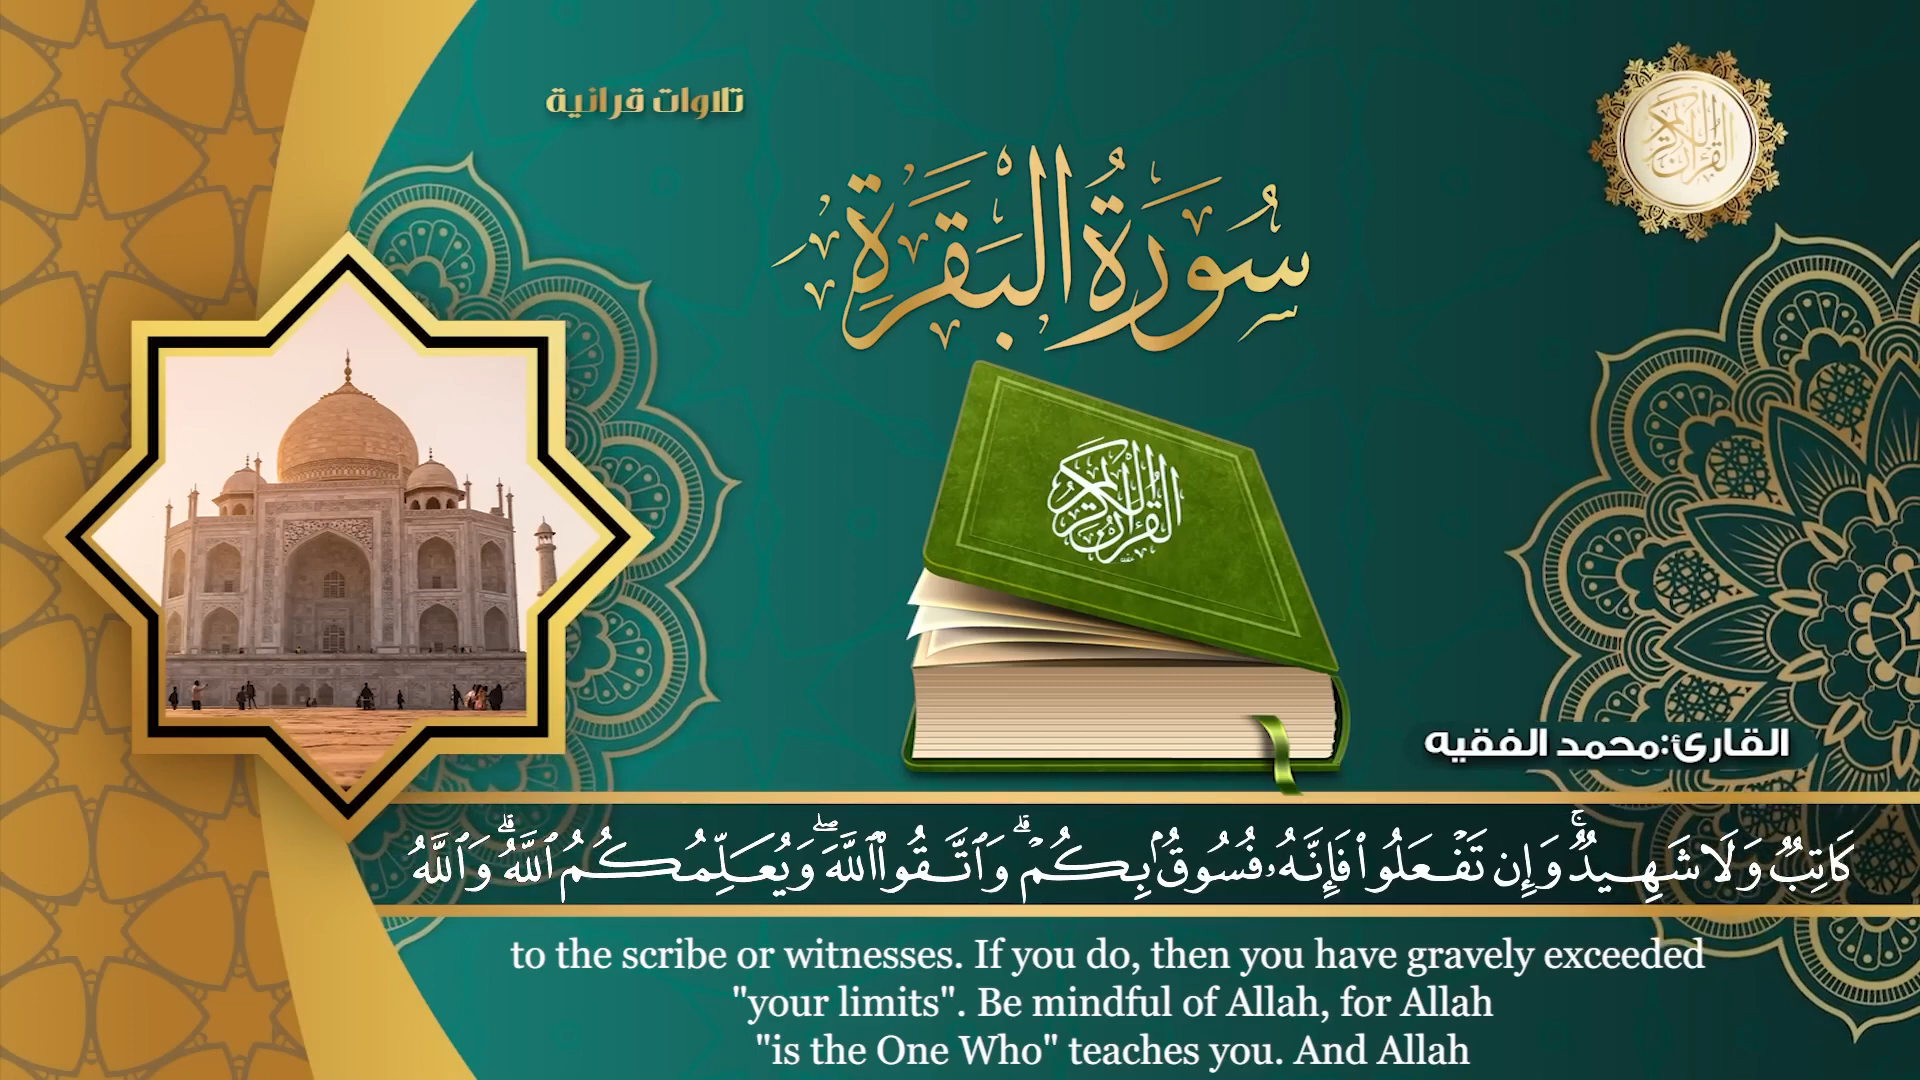 تلاوات قرانية
القرآن الكريم
سُورَةُ البَقَرَةِ
القرآن الكريم
القارئ:محمد الفقيه
كَاتِبٌ وَلَا شَهِيدٌ ۚ وَإِن تَفْعَلُوا۟ فَإِنَّهُۥ فُسُوقٌۢ بِكُمْ ۗ وَٱتَّقُوا۟ ٱللَّهَ ۖ وَيُعَلِّمُكُمُ ٱللَّهُ ۗ وَٱللَّهُ
to the scribe or witnesses. If you do, then you have gravely exceeded
"your limits". Be mindful of Allah, for Allah
"is the One Who" teaches you. And Allah